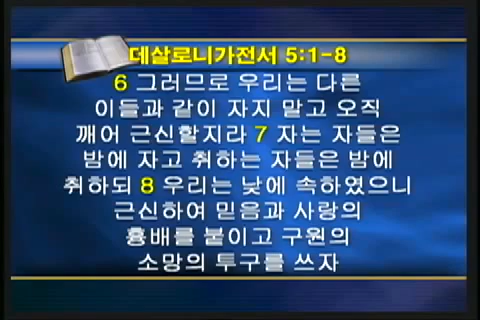 데살로니가전서 5:1-8
6 그러므로 우리는 다른
이들과 같이 자지 말고 오직
깨어 근신할지라 7 자는 자들은
밤에 자고 취하는 자들은 밤에
취하되 8 우리는 낮에 속하였으니
근신하여 믿음과 사랑의
흉배를 붙이고 구원의
소망의 투구를 쓰자